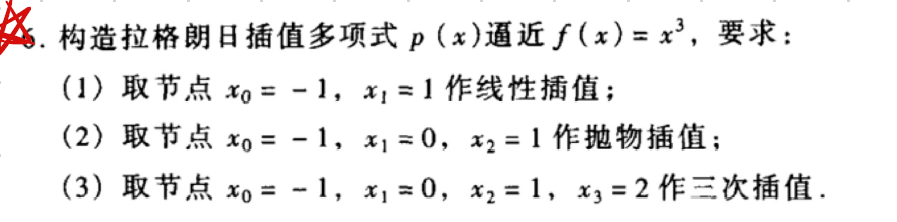 6. 构造拉格朗日插值多项式 p (x)逼近 f (x) = x³, 要求:
(1) 取节点 x₀ = - 1, x₁ = 1 作线性插值;
(2) 取节点 x₀ = - 1, x₁ = 0, x₂ = 1 作抛物插值;
(3) 取节点 x₀ = - 1, x₁ = 0, x₂ = 1, x₃ = 2 作三次插值.